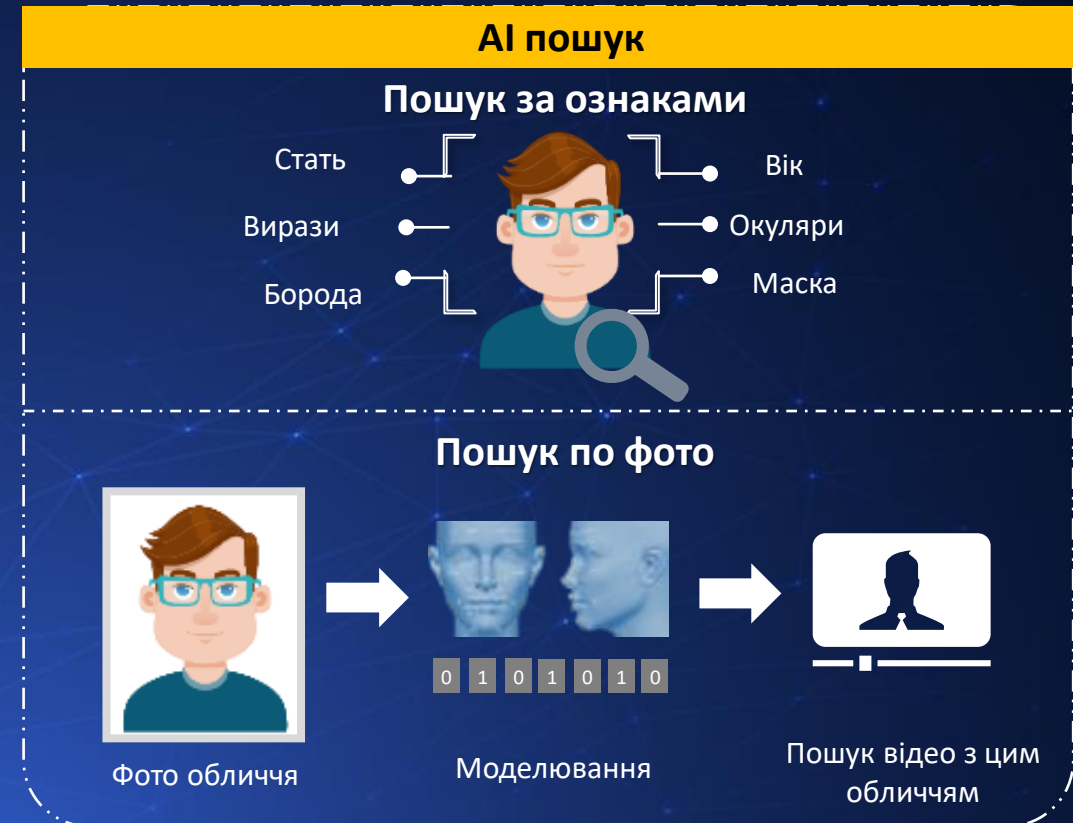 АІ пошук
Пошук за ознаками
Стать
Вік
Вирази
Окуляри
Борода
Маска
Пошук по фото
0 1 0 1 0 1 0
Фото обличчя
Моделювання
Пошук відео з цим
обличчям